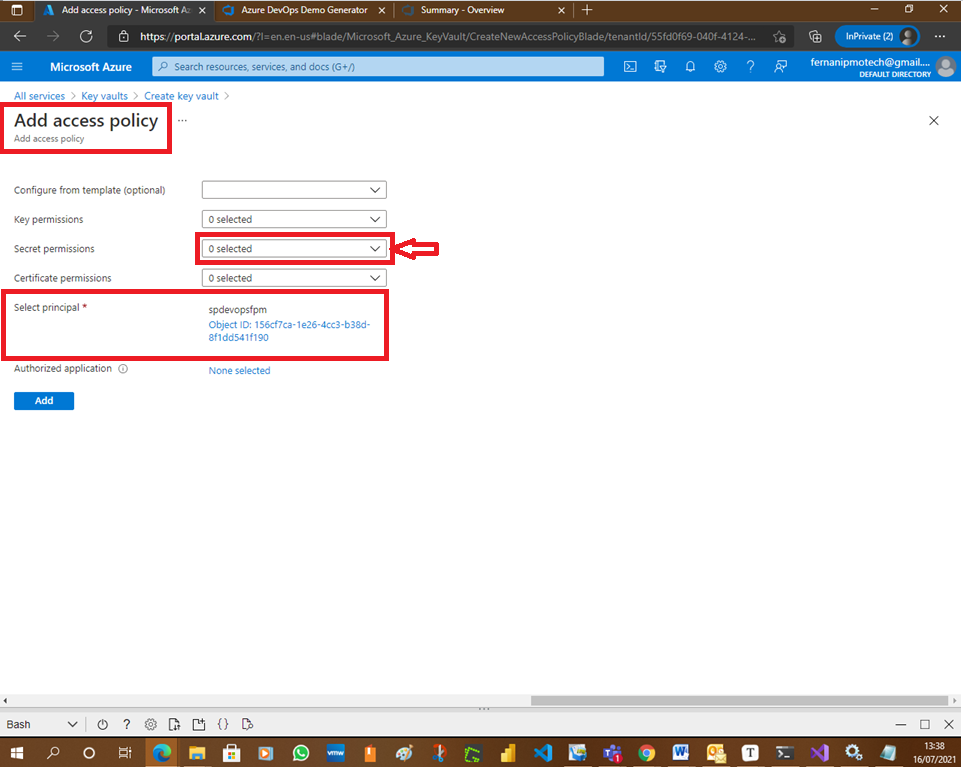 Add access policy - Microsoft Az
Azure DevOps Demo Generator
Summary - Overview
https://portal.azure.com/?l=en.en-us#blade/Microsoft_Azure_KeyVault/CreateNewAccessPolicyBlade/tenantId/55fd0f69-040f-4124-...
InPrivate (2)
Microsoft Azure
Search resources, services, and docs (G+/)
fernanipmotech@gmail....
DEFAULT DIRECTORY
All services > Key vaults > Create key vault >
Add access policy ...
Add access policy
Configure from template (optional)
Key permissions
0 selected
Secret permissions
0 selected
Certificate permissions
0 selected
Select principal *
spdevopsfpm
Object ID: 156cf7ca-1e26-4cc3-b38d-
8f1dd541f190
Authorized application
None selected
Add
Bash
13:38
16/07/2021